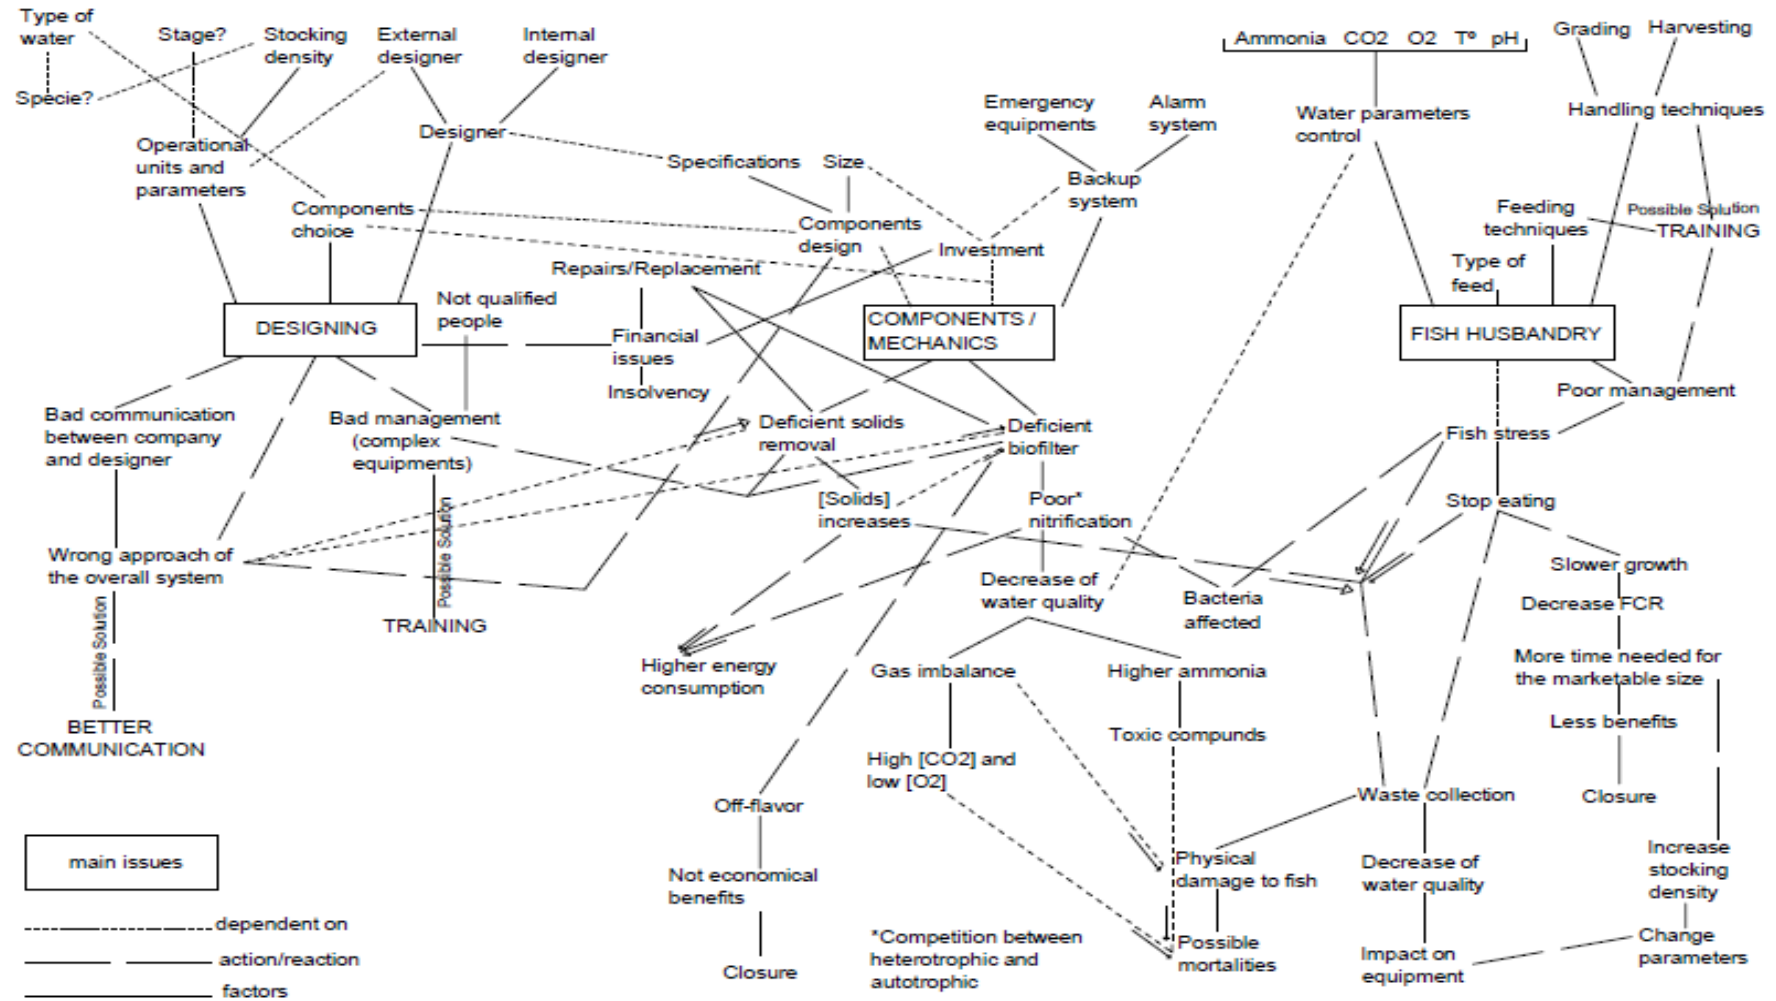 Type of
water
Stage?
Stocking
density
External
designer
Internal
designer
Specie?
Operational
units and
parameters
Designer
Components
choice
Specifications
Size
Components
design
Emergency
equipments
Alarm
system
Backup
system
Investment
Ammonia CO2 O2 Tº pH
Water parameters
control
Grading
Harvesting
Handling techniques
Feeding
techniques
Possible Solution
TRAINING
Type of
feed
Repairs/Replacement
Not qualified
people
DESIGNING
Financial
issues
Insolvency
COMPONENTS /
MECHANICS
FISH HUSBANDRY
Bad communication
between company
and designer
Bad management
(complex
equipments)
Deficient solids
removal
Deficient
biofilter
Poor management
Fish stress
Stop eating
[Solids]
increases
Poor*
nitrification
Wrong approach of
the overall system
Possible Solution
BETTER
COMMUNICATION
Possible Solution
TRAINING
Decrease of
water quality
Bacteria
affected
Slower growth
Decrease FCR
More time needed for
the marketable size
Less benefits
Closure
Higher energy
consumption
Gas imbalance
Higher ammonia
Toxic compunds
High [CO2] and
low [O2]
Off-flavor
Not economical
benefits
Closure
Waste collection
Physical
damage to fish
Possible
mortalities
Decrease of
water quality
Impact on
equipment
Increase
stocking
density
Change
parameters
*Competition between
heterotrophic and
autotrophic
main issues
dependent on
action/reaction
factors